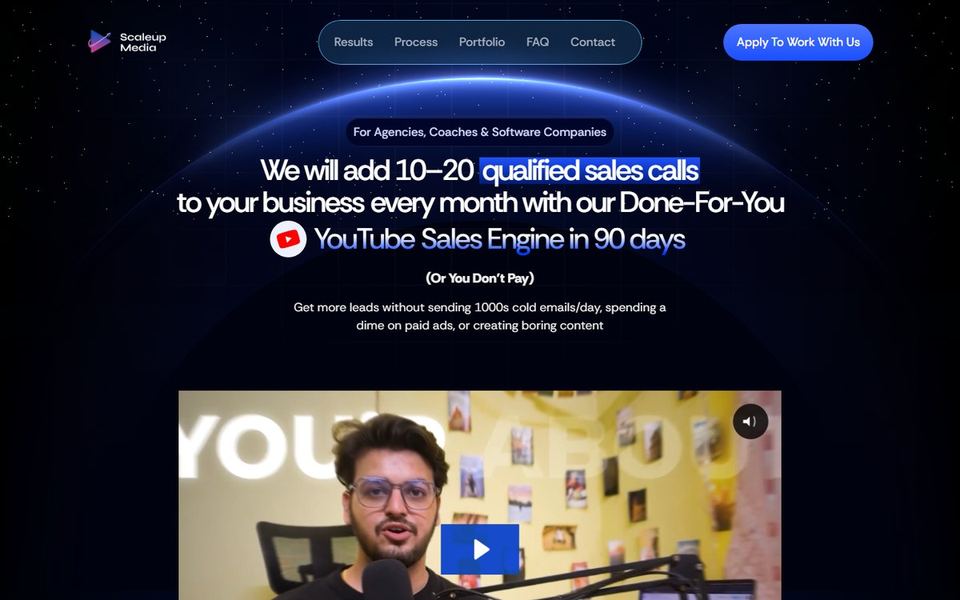 Scaleup
Media
Results Process Portfolio FAQ Contact
Apply To Work With Us
For Agencies, Coaches & Software Companies
We will add 10–20 qualified sales calls
to your business every month with our Done-For-You
YouTube Sales Engine in 90 days
(Or You Don't Pay)
Get more leads without sending 1000s cold emails/day, spending a
dime on paid ads, or creating boring content
YOU'R ABOU